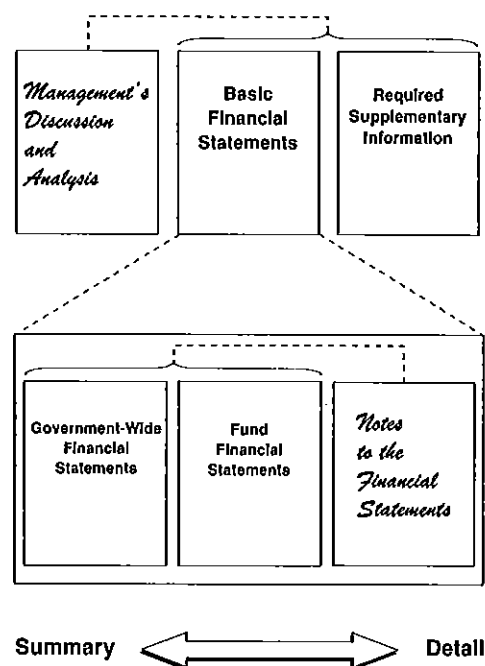 Management's
Discussion
and
Analysis
Basic
Financial
Statements
Required
Supplementary
Information
Government-Wide
Financial
Statements
Fund
Financial
Statements
Notes
to the
Financial
Statements
Summary
Detail